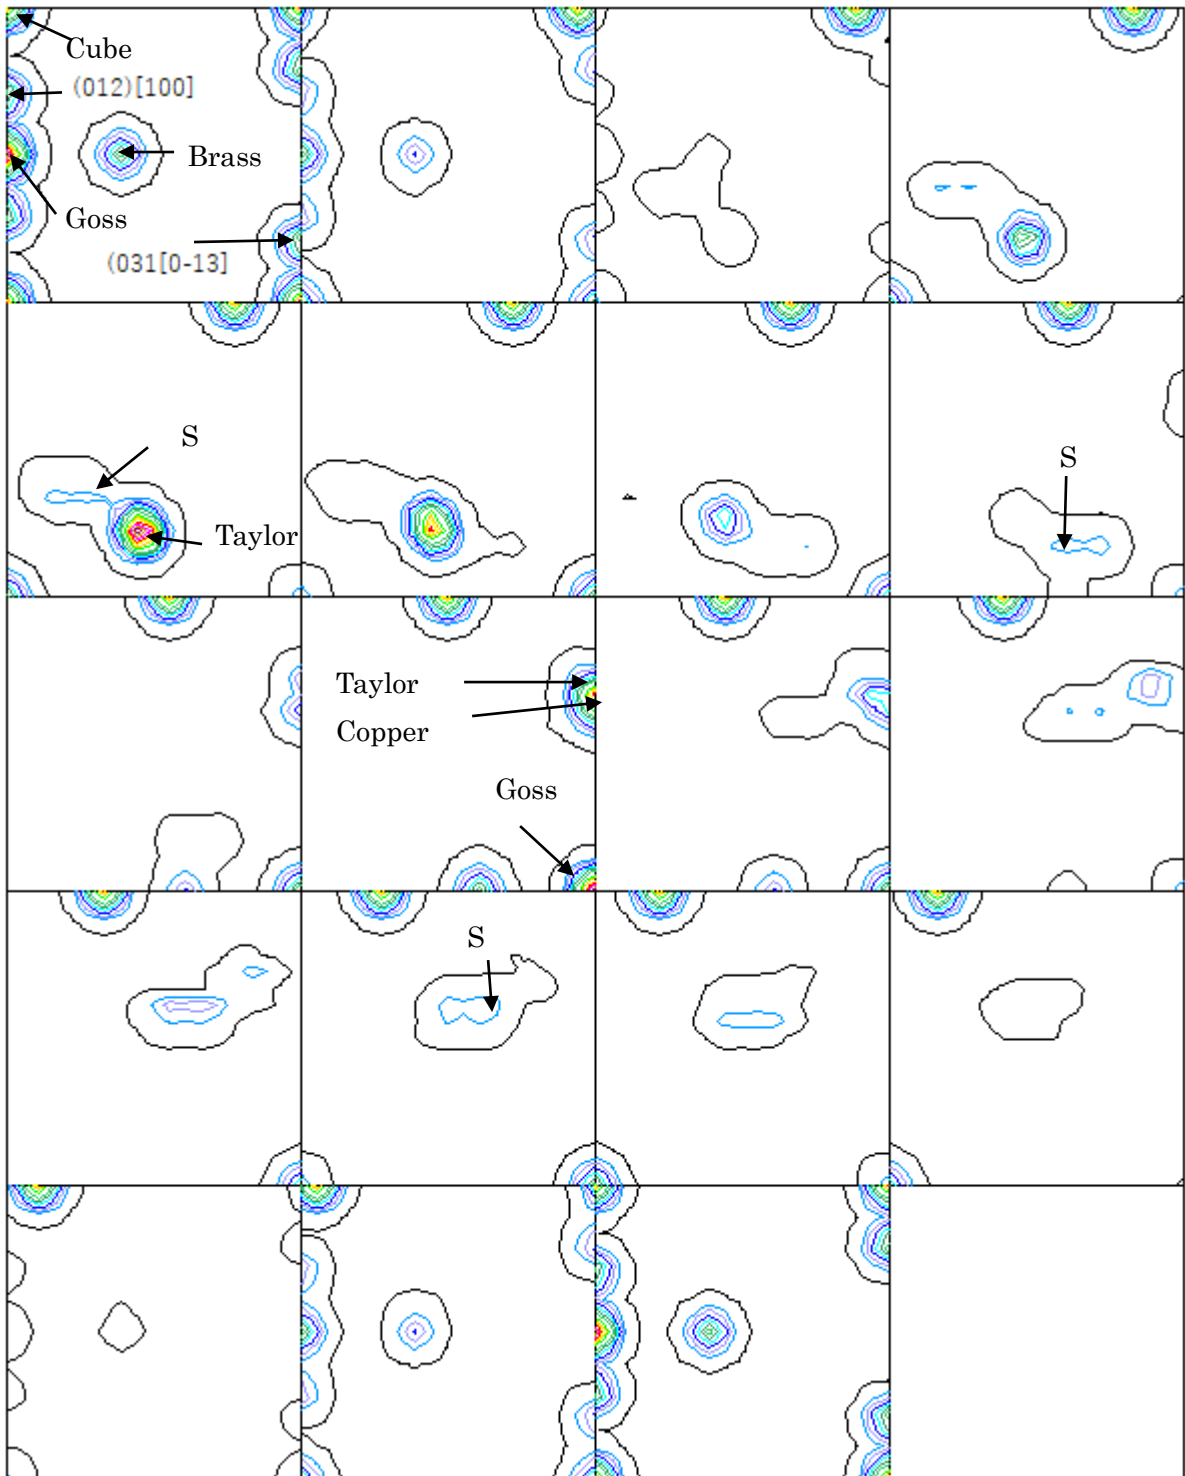 Cube
(012)[100]
Brass
Goss
(031[0-13]
S
Taylor
S
Taylor
Copper
Goss
S